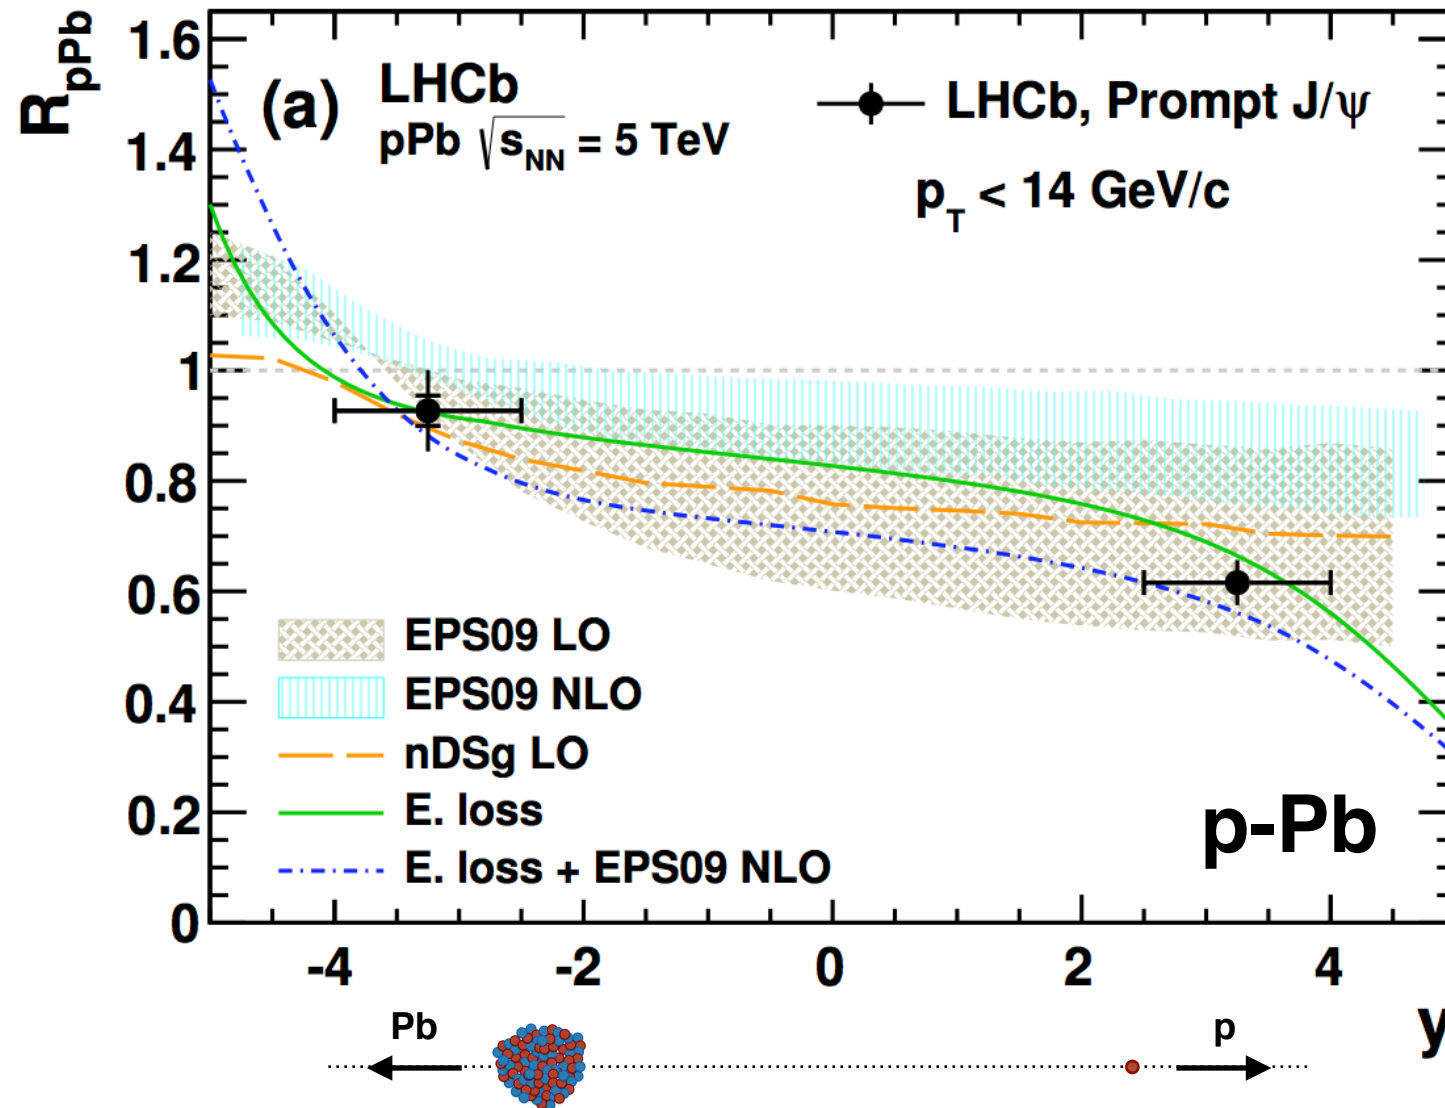 R_pPb
1.6
1.4
1.2
1
0.8
0.6
0.4
0.2
0
(a)
LHCb
pPb √s_NN = 5 TeV
LHCb, Prompt J/ψ
p_T < 14 GeV/c
EPS09 LO
EPS09 NLO
nDSg LO
E. loss
E. loss + EPS09 NLO
p-Pb
-4 -2 0 2 4
y
Pb
p